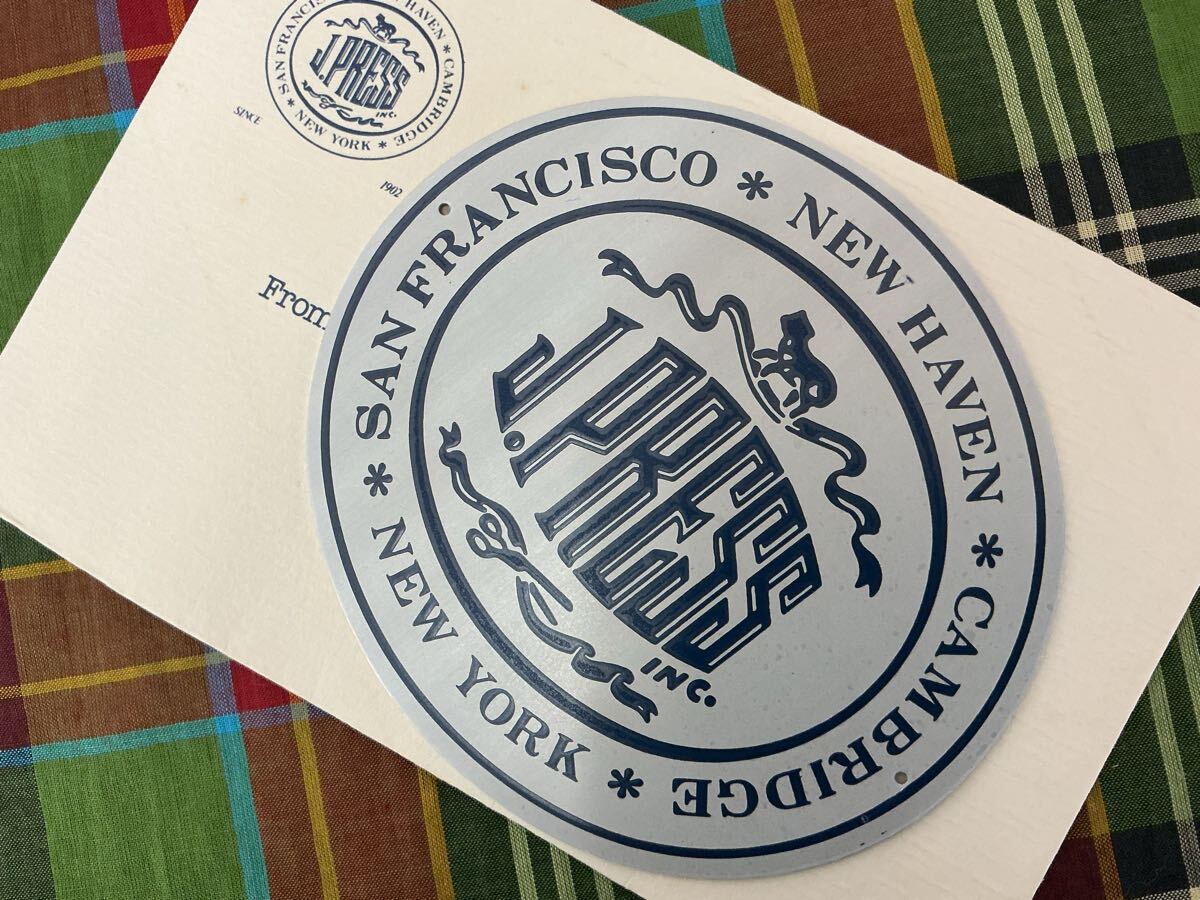 SAN FRANCISCO * NEW HAVEN * CAMBRIDGE * NEW YORK *
J.PRESS
INC.
SINCE
1902
From
SAN FRANCISCO * NEW HAVEN * CAMBRIDGE * NEW YORK *
J.PRESS
INC.